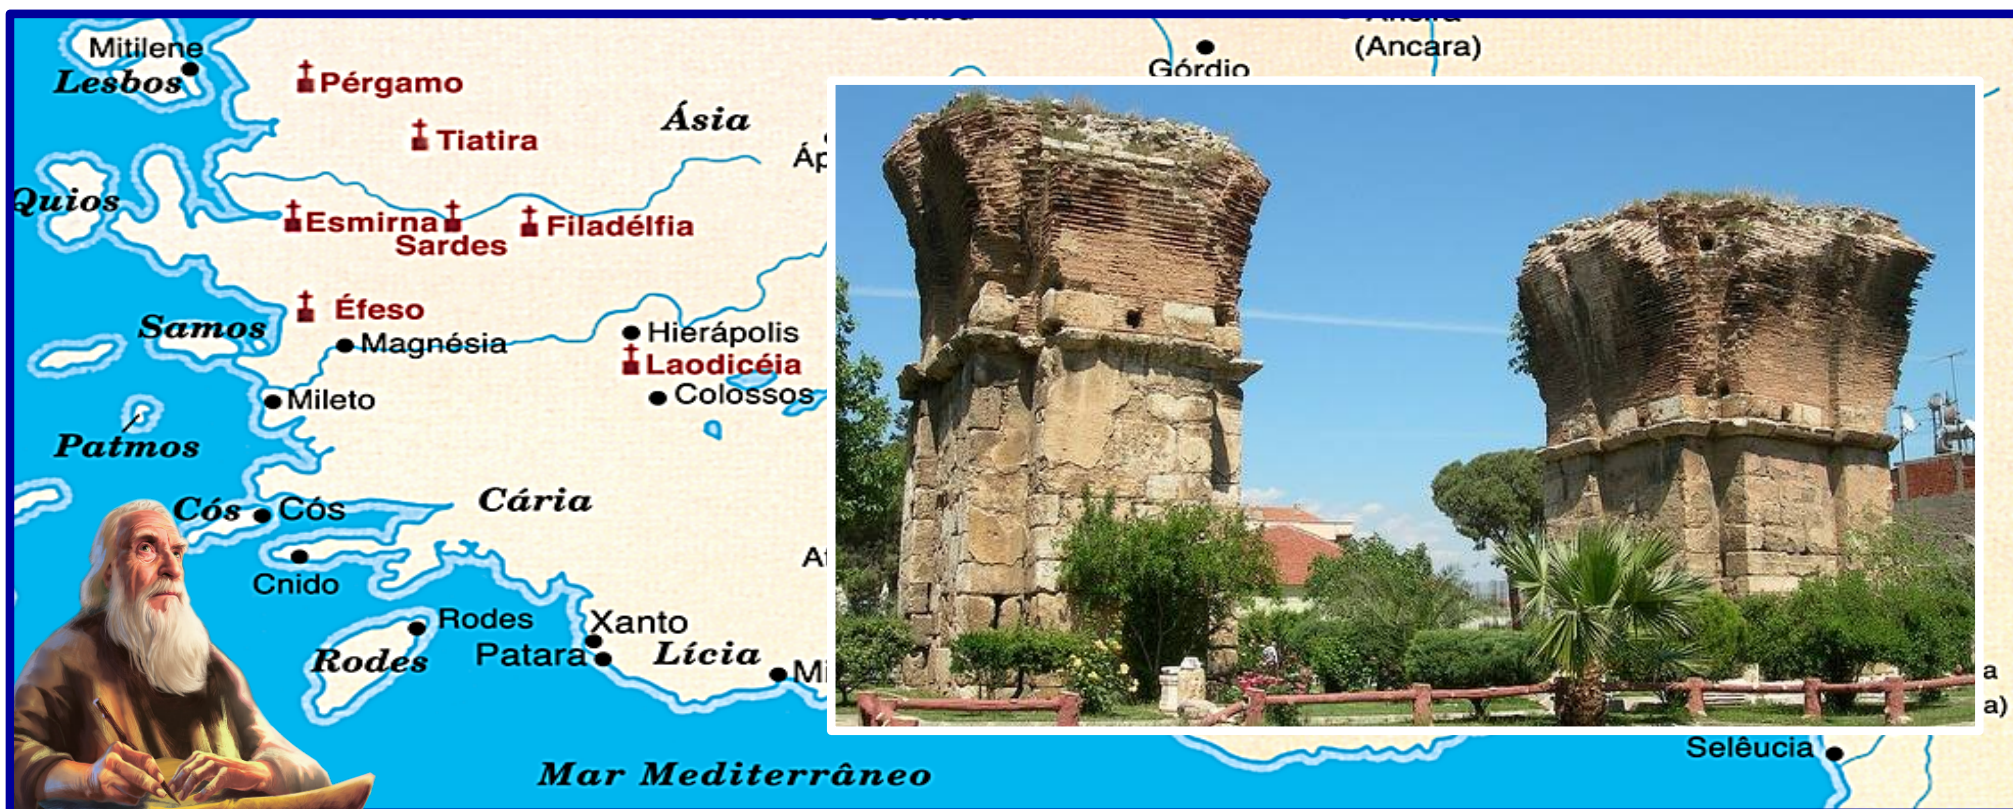 Mitilene
Lesbos
Pérgamo
Tiatira
Ásia
Górdio
(Ancara)
Quios
Esmirna
Sardes
Filadélfia
Samos
Éfeso
Magnésia
Hierápolis
Laodicéia
Colossos
Mileto
Patmos
Cós
Cós
Cária
Cnido
Rodes
Rodes
Xanto
Patara
Lícia
Selêucia
Mar Mediterrâneo